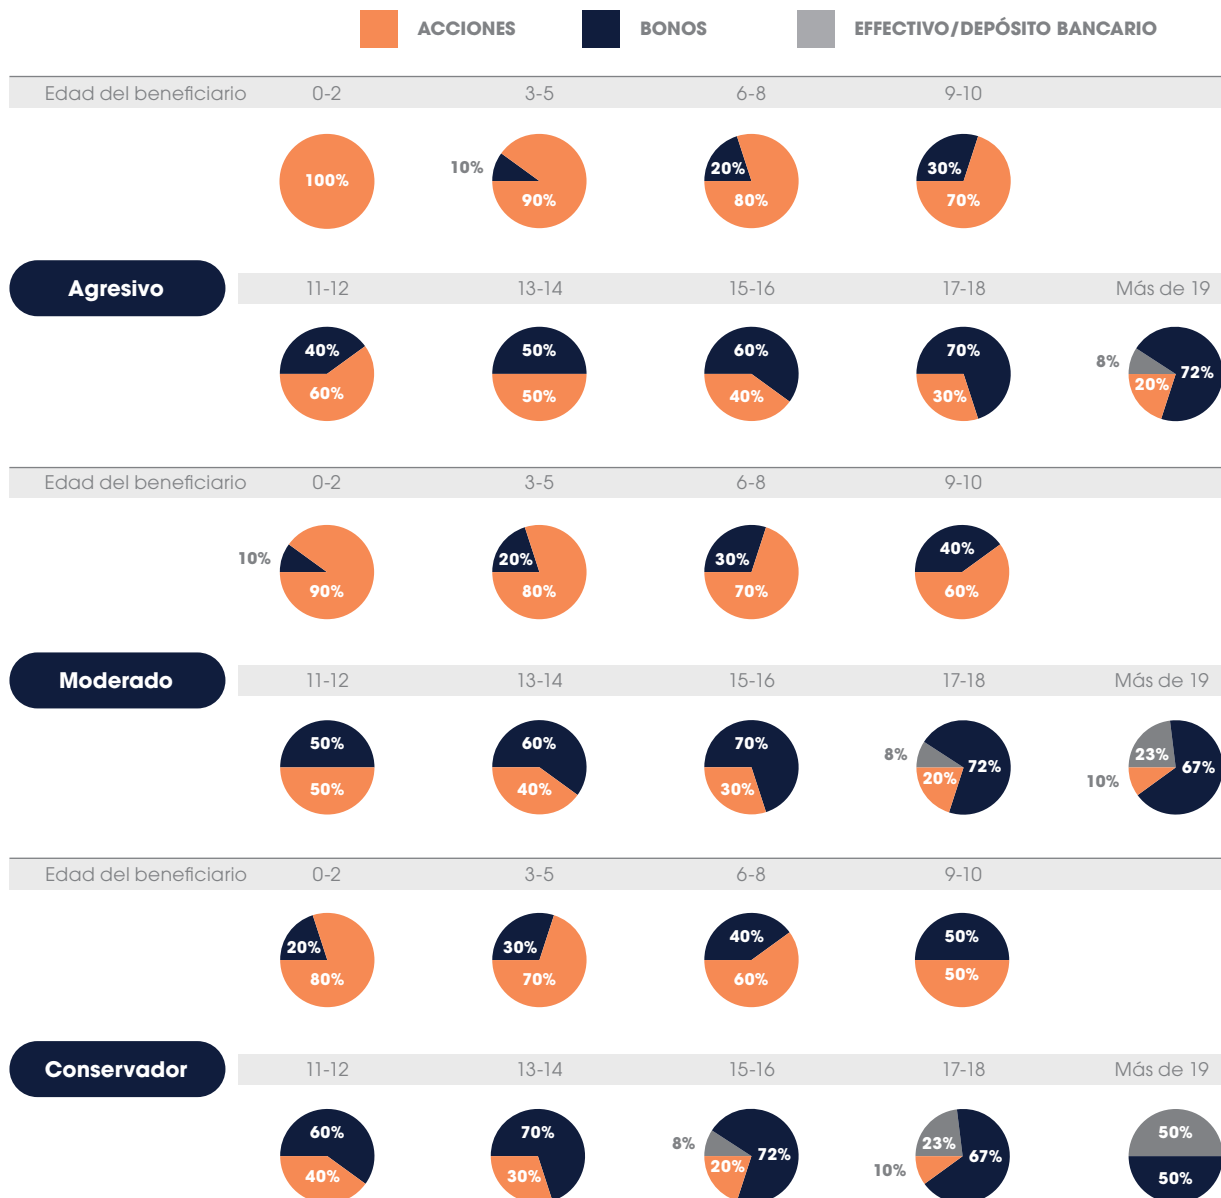 ACCIONES BONOS EFFECTIVO/DEPÓSITO BANCARIO
Edad del beneficiario 0-2 3-5 6-8 9-10
100% 10% 90% 20% 80% 30% 70%
Agresivo 11-12 13-14 15-16 17-18 Más de 19
40% 60% 50% 50% 60% 40% 70% 30% 8% 72% 20%
Edad del beneficiario 0-2 3-5 6-8 9-10
10% 90% 20% 80% 30% 70% 40% 60%
Moderado 11-12 13-14 15-16 17-18 Más de 19
50% 50% 60% 40% 70% 30% 8% 72% 20% 23% 67% 10%
Edad del beneficiario 0-2 3-5 6-8 9-10
20% 80% 30% 70% 40% 60% 50% 50%
Conservador 11-12 13-14 15-16 17-18 Más de 19
60% 40% 70% 30% 8% 72% 20% 23% 67% 10% 50% 50%